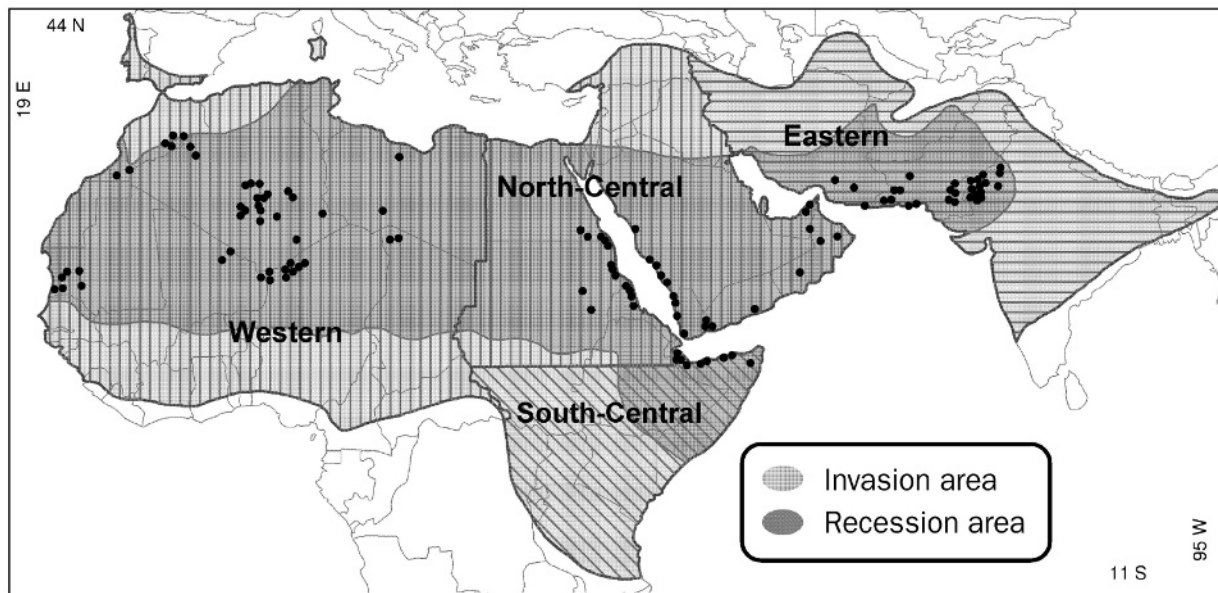 44 N
19 E
Eastern
North-Central
Western
South-Central
Invasion area
Recession area
95 W
11 S